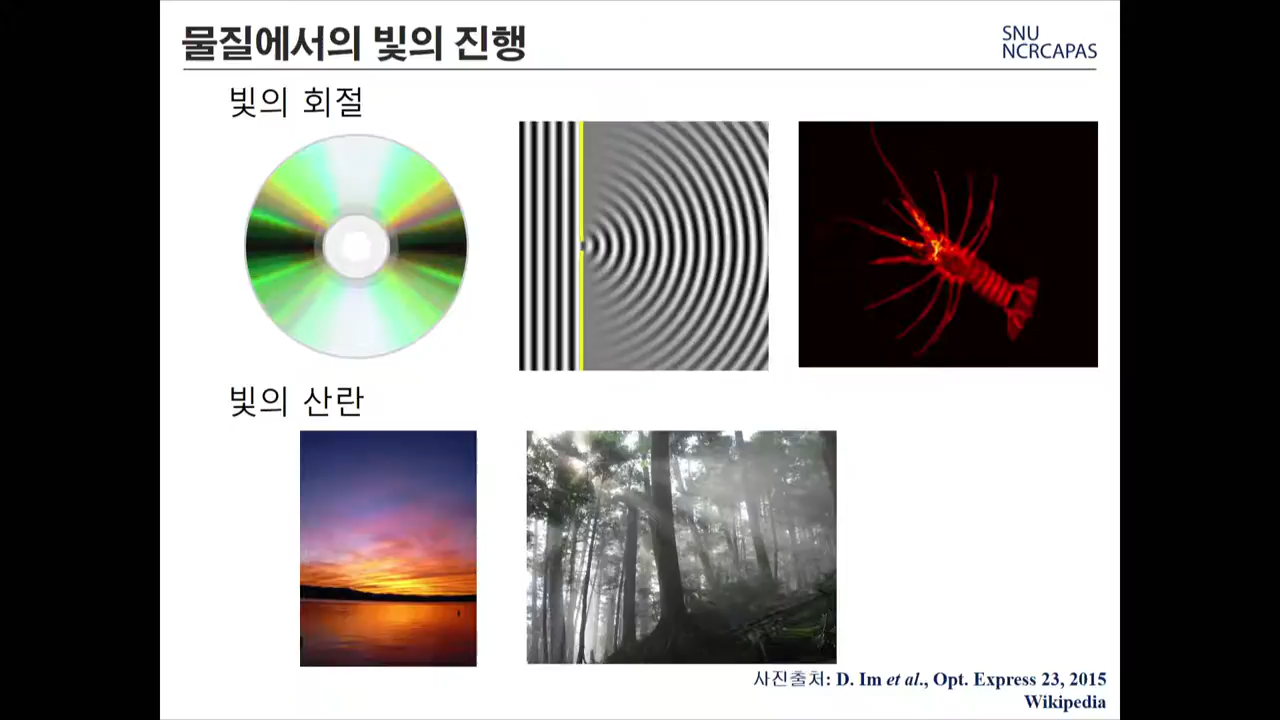 물질에서의 빛의 진행
SNU
NCRCAPAS
빛의 회절
빛의 산란
사진출처: D. Im et al., Opt. Express 23, 2015
Wikipedia